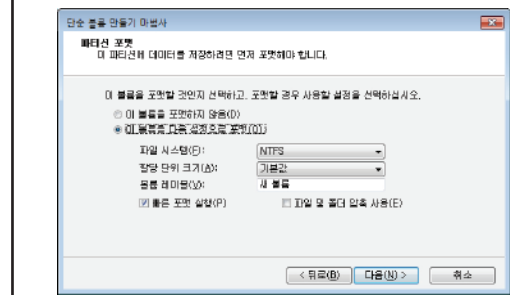 단순 볼륨 만들기 마법사
파티션 포맷
이 파티션에 데이터를 저장하려면 먼저 포맷해야 합니다.
이 볼륨을 포맷할 것인지 선택하고, 포맷할 경우 사용할 설정을 선택하십시오.
이 볼륨을 포맷하지 않음(D)
이 볼륨을 다음 설정으로 포맷(O):
파일 시스템(F): NTFS
할당 단위 크기(A): 기본값
볼륨 레이블(V): 새 볼륨
빠른 포맷 실행(P) 파일 및 폴더 압축 사용(E)
< 뒤로(B) 다음(N) > 취소